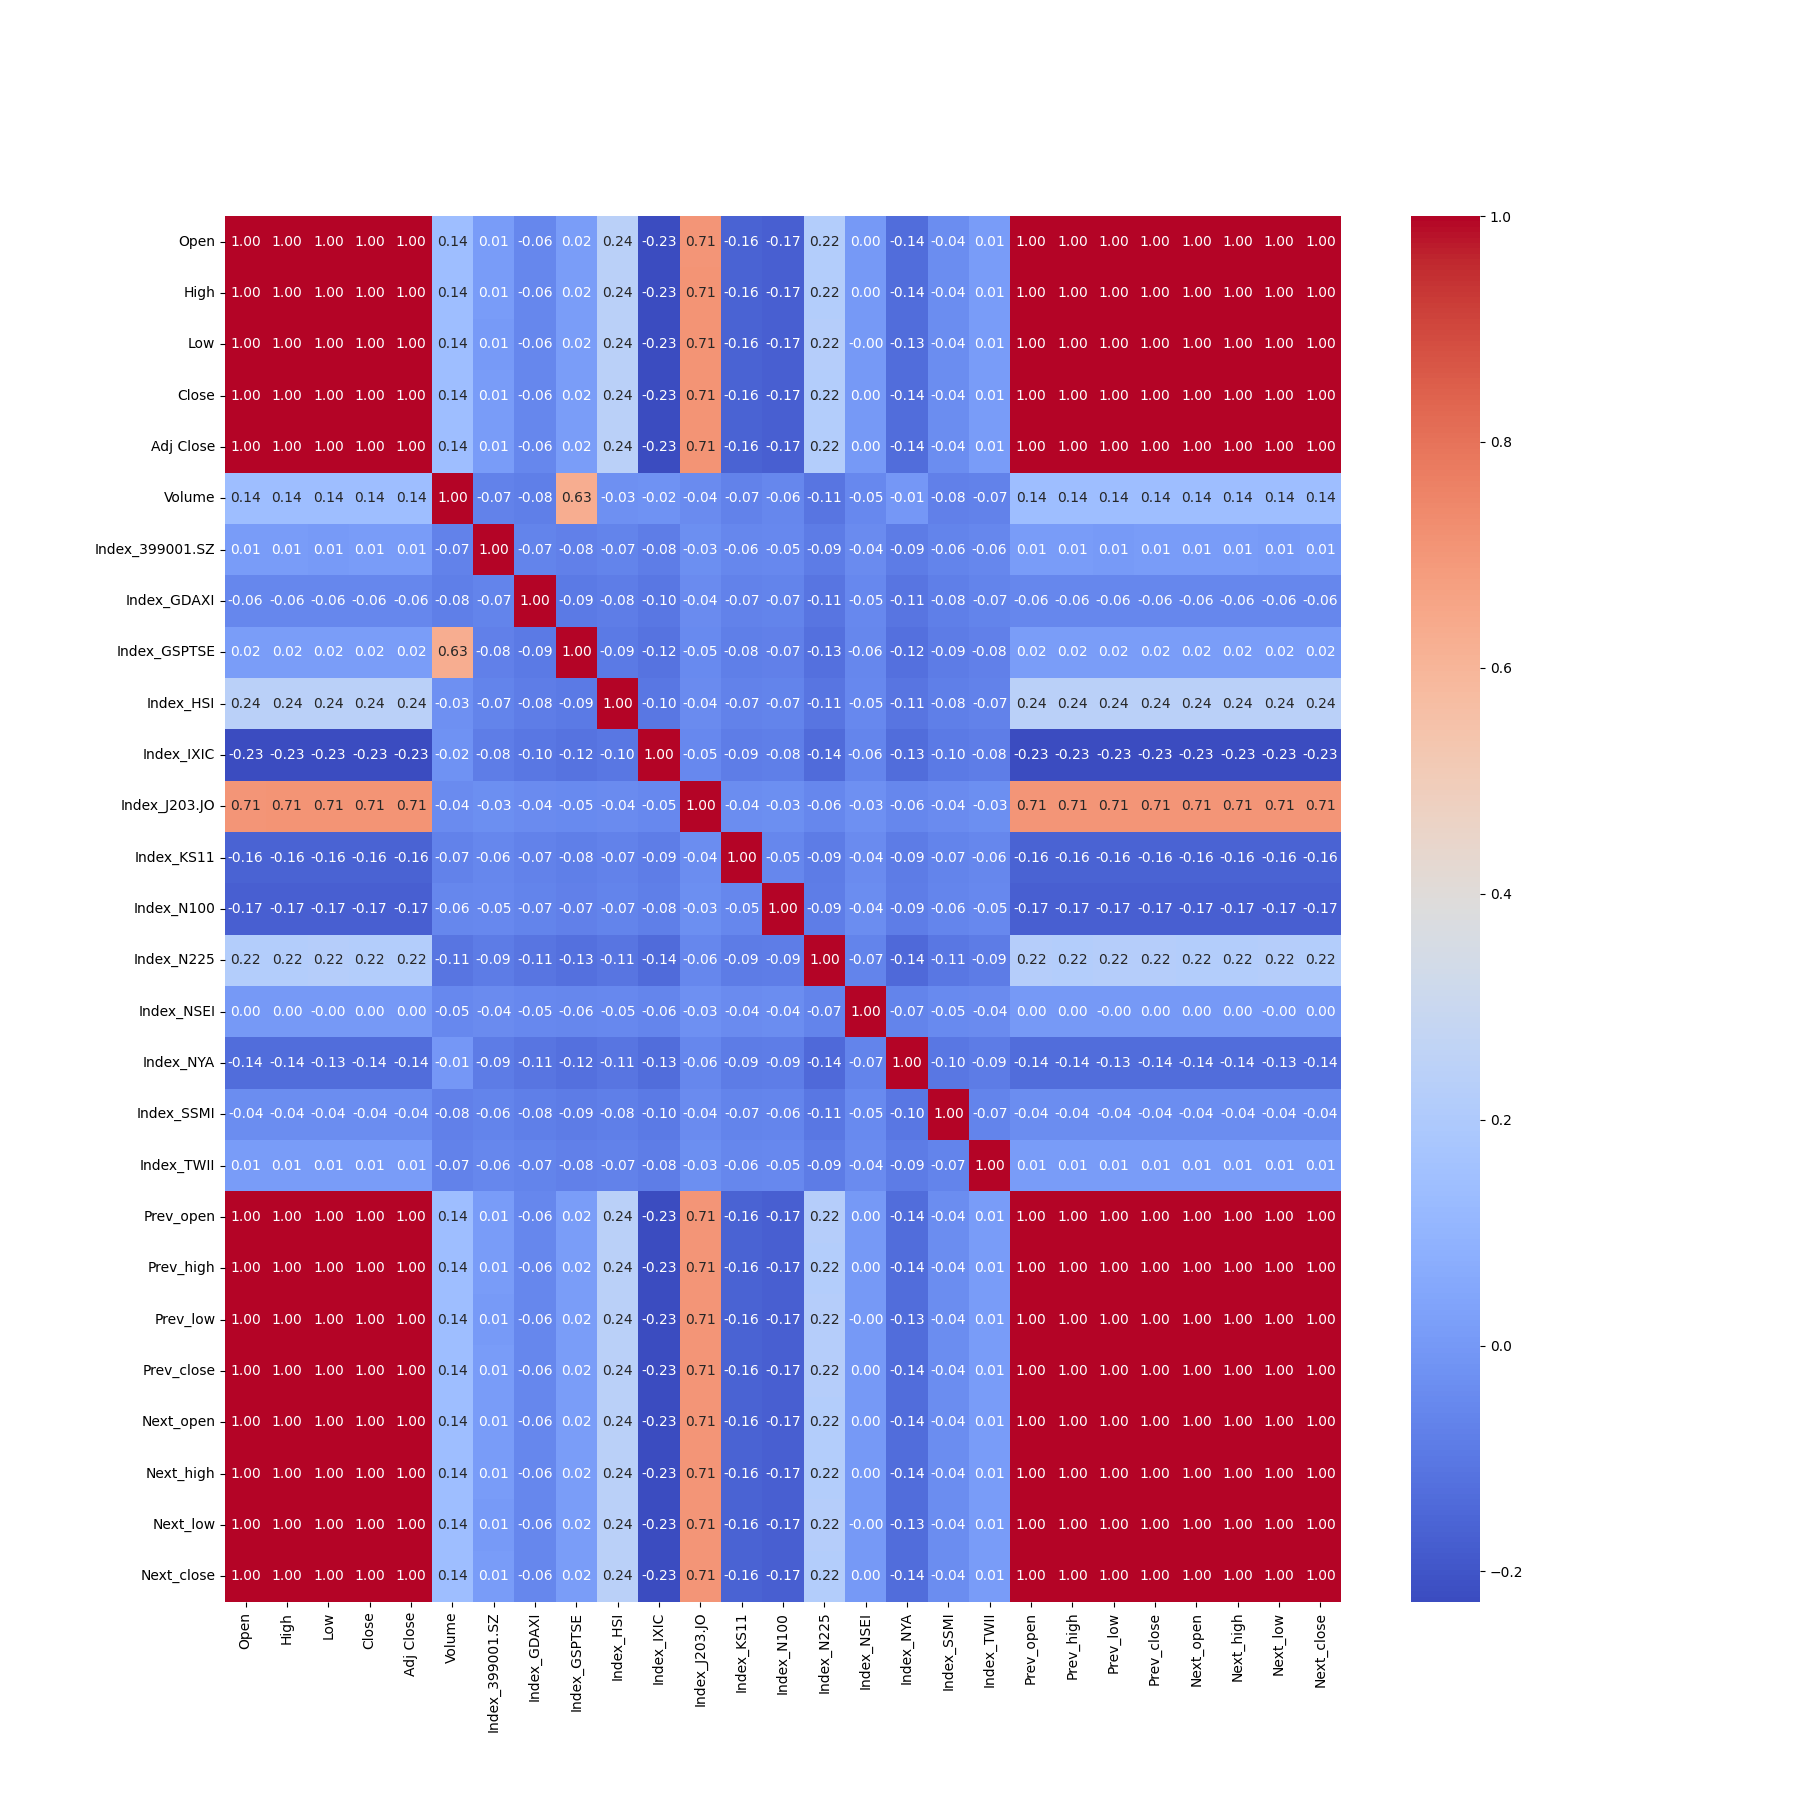 Open 1.00 1.00 1.00 1.00 1.00 0.14 0.01 -0.06 0.02 0.24 -0.23 0.71 -0.16 -0.17 0.22 0.00 -0.14 -0.04 0.01 1.00 1.00 1.00 1.00 1.00 1.00 1.00 1.00
High 1.00 1.00 1.00 1.00 1.00 0.14 0.01 -0.06 0.02 0.24 -0.23 0.71 -0.16 -0.17 0.22 0.00 -0.14 -0.04 0.01 1.00 1.00 1.00 1.00 1.00 1.00 1.00 1.00
Low 1.00 1.00 1.00 1.00 1.00 0.14 0.01 -0.06 0.02 0.24 -0.23 0.71 -0.16 -0.17 0.22 -0.00 -0.13 -0.04 0.01 1.00 1.00 1.00 1.00 1.00 1.00 1.00 1.00
Close 1.00 1.00 1.00 1.00 1.00 0.14 0.01 -0.06 0.02 0.24 -0.23 0.71 -0.16 -0.17 0.22 0.00 -0.14 -0.04 0.01 1.00 1.00 1.00 1.00 1.00 1.00 1.00 1.00
Adj Close 1.00 1.00 1.00 1.00 1.00 0.14 0.01 -0.06 0.02 0.24 -0.23 0.71 -0.16 -0.17 0.22 0.00 -0.14 -0.04 0.01 1.00 1.00 1.00 1.00 1.00 1.00 1.00 1.00
Volume 0.14 0.14 0.14 0.14 0.14 1.00 -0.07 -0.08 0.63 -0.03 -0.02 -0.04 -0.07 -0.06 -0.11 -0.05 -0.01 -0.08 -0.07 0.14 0.14 0.14 0.14 0.14 0.14 0.14 0.14
Index_399001.SZ 0.01 0.01 0.01 0.01 0.01 -0.07 1.00 -0.07 -0.08 -0.07 -0.08 -0.03 -0.06 -0.05 -0.09 -0.04 -0.09 -0.06 -0.06 0.01 0.01 0.01 0.01 0.01 0.01 0.01 0.01
Index_GDAXI -0.06 -0.06 -0.06 -0.06 -0.06 -0.08 -0.07 1.00 -0.09 -0.08 -0.10 -0.04 -0.07 -0.07 -0.11 -0.05 -0.11 -0.08 -0.07 -0.06 -0.06 -0.06 -0.06 -0.06 -0.06 -0.06 -0.06
Index_GSPTSE 0.02 0.02 0.02 0.02 0.02 0.63 -0.08 -0.09 1.00 -0.09 -0.12 -0.05 -0.08 -0.07 -0.13 -0.06 -0.12 -0.09 -0.08 0.02 0.02 0.02 0.02 0.02 0.02 0.02 0.02
Index_HSI 0.24 0.24 0.24 0.24 0.24 -0.03 -0.07 -0.08 -0.09 1.00 -0.10 -0.04 -0.07 -0.07 -0.11 -0.05 -0.11 -0.08 -0.07 0.24 0.24 0.24 0.24 0.24 0.24 0.24 0.24
Index_IXIC -0.23 -0.23 -0.23 -0.23 -0.23 -0.02 -0.08 -0.10 -0.12 -0.10 1.00 -0.05 -0.09 -0.08 -0.14 -0.06 -0.13 -0.10 -0.08 -0.23 -0.23 -0.23 -0.23 -0.23 -0.23 -0.23 -0.23
Index_J203.JO 0.71 0.71 0.71 0.71 0.71 -0.04 -0.03 -0.04 -0.05 -0.04 -0.05 1.00 -0.04 -0.03 -0.06 -0.03 -0.06 -0.04 -0.03 0.71 0.71 0.71 0.71 0.71 0.71 0.71 0.71
Index_KS11 -0.16 -0.16 -0.16 -0.16 -0.16 -0.07 -0.06 -0.07 -0.08 -0.07 -0.09 -0.04 1.00 -0.05 -0.09 -0.04 -0.09 -0.07 -0.06 -0.16 -0.16 -0.16 -0.16 -0.16 -0.16 -0.16 -0.16
Index_N100 -0.17 -0.17 -0.17 -0.17 -0.17 -0.06 -0.05 -0.07 -0.07 -0.07 -0.08 -0.03 -0.05 1.00 -0.09 -0.04 -0.09 -0.06 -0.05 -0.17 -0.17 -0.17 -0.17 -0.17 -0.17 -0.17 -0.17
Index_N225 0.22 0.22 0.22 0.22 0.22 -0.11 -0.09 -0.11 -0.13 -0.11 -0.14 -0.06 -0.09 -0.09 1.00 -0.07 -0.14 -0.11 -0.09 0.22 0.22 0.22 0.22 0.22 0.22 0.22 0.22
Index_NSEI 0.00 0.00 -0.00 0.00 0.00 -0.05 -0.04 -0.05 -0.06 -0.05 -0.06 -0.03 -0.04 -0.04 -0.07 1.00 -0.07 -0.05 -0.04 0.00 0.00 -0.00 0.00 0.00 0.00 -0.00 0.00
Index_NYA -0.14 -0.14 -0.13 -0.14 -0.14 -0.01 -0.09 -0.11 -0.12 -0.11 -0.13 -0.06 -0.09 -0.09 -0.14 -0.07 1.00 -0.10 -0.09 -0.14 -0.14 -0.13 -0.14 -0.14 -0.14 -0.13 -0.14
Index_SSMI -0.04 -0.04 -0.04 -0.04 -0.04 -0.08 -0.06 -0.08 -0.09 -0.08 -0.10 -0.04 -0.07 -0.06 -0.11 -0.05 -0.10 1.00 -0.07 -0.04 -0.04 -0.04 -0.04 -0.04 -0.04 -0.04 -0.04
Index_TWII 0.01 0.01 0.01 0.01 0.01 -0.07 -0.06 -0.07 -0.08 -0.07 -0.08 -0.03 -0.06 -0.05 -0.09 -0.04 -0.09 -0.07 1.00 0.01 0.01 0.01 0.01 0.01 0.01 0.01 0.01
Prev_open 1.00 1.00 1.00 1.00 1.00 0.14 0.01 -0.06 0.02 0.24 -0.23 0.71 -0.16 -0.17 0.22 0.00 -0.14 -0.04 0.01 1.00 1.00 1.00 1.00 1.00 1.00 1.00 1.00
Prev_high 1.00 1.00 1.00 1.00 1.00 0.14 0.01 -0.06 0.02 0.24 -0.23 0.71 -0.16 -0.17 0.22 0.00 -0.14 -0.04 0.01 1.00 1.00 1.00 1.00 1.00 1.00 1.00 1.00
Prev_low 1.00 1.00 1.00 1.00 1.00 0.14 0.01 -0.06 0.02 0.24 -0.23 0.71 -0.16 -0.17 0.22 -0.00 -0.13 -0.04 0.01 1.00 1.00 1.00 1.00 1.00 1.00 1.00 1.00
Prev_close 1.00 1.00 1.00 1.00 1.00 0.14 0.01 -0.06 0.02 0.24 -0.23 0.71 -0.16 -0.17 0.22 0.00 -0.14 -0.04 0.01 1.00 1.00 1.00 1.00 1.00 1.00 1.00 1.00
Next_open 1.00 1.00 1.00 1.00 1.00 0.14 0.01 -0.06 0.02 0.24 -0.23 0.71 -0.16 -0.17 0.22 0.00 -0.14 -0.04 0.01 1.00 1.00 1.00 1.00 1.00 1.00 1.00 1.00
Next_high 1.00 1.00 1.00 1.00 1.00 0.14 0.01 -0.06 0.02 0.24 -0.23 0.71 -0.16 -0.17 0.22 0.00 -0.14 -0.04 0.01 1.00 1.00 1.00 1.00 1.00 1.00 1.00 1.00
Next_low 1.00 1.00 1.00 1.00 1.00 0.14 0.01 -0.06 0.02 0.24 -0.23 0.71 -0.16 -0.17 0.22 -0.00 -0.13 -0.04 0.01 1.00 1.00 1.00 1.00 1.00 1.00 1.00 1.00
Next_close 1.00 1.00 1.00 1.00 1.00 0.14 0.01 -0.06 0.02 0.24 -0.23 0.71 -0.16 -0.17 0.22 0.00 -0.14 -0.04 0.01 1.00 1.00 1.00 1.00 1.00 1.00 1.00 1.00
Open High Low Close Adj Close Volume Index_399001.SZ Index_GDAXI Index_GSPTSE Index_HSI Index_IXIC Index_J203.JO Index_KS11 Index_N100 Index_N225 Index_NSEI Index_NYA Index_SSMI Index_TWII Prev_open Prev_high Prev_low Prev_close Next_open Next_high Next_low Next_close
1.0
0.8
0.6
0.4
0.2
0.0
−0.2